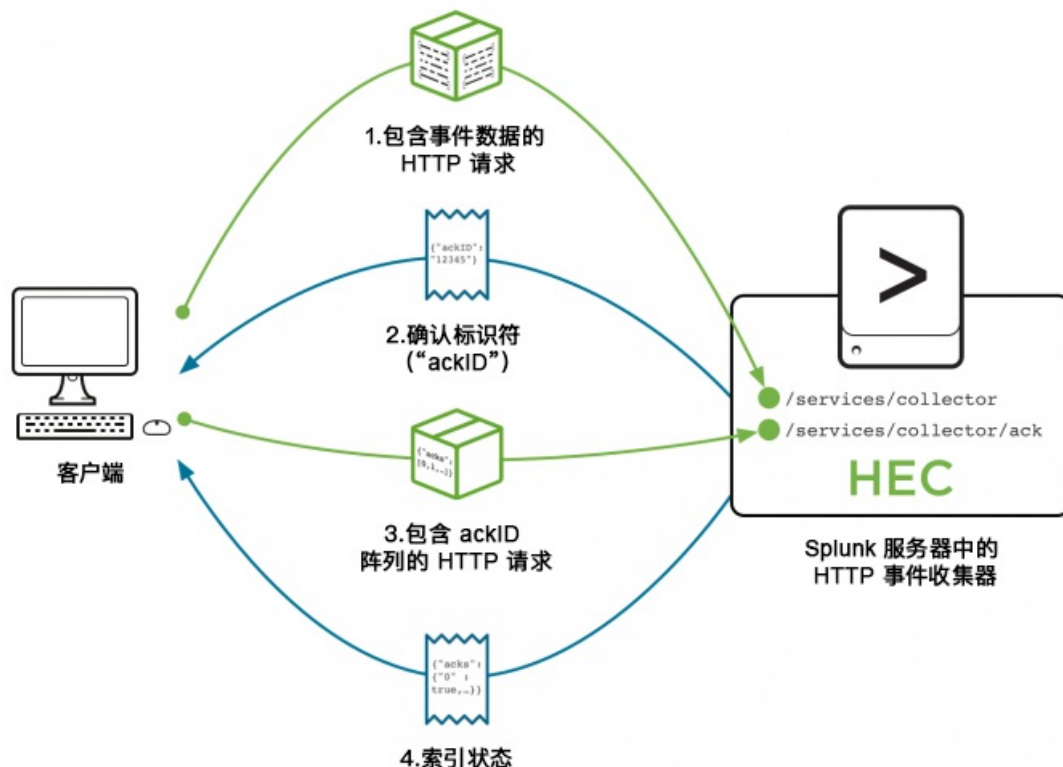 1.包含事件数据的
HTTP 请求
{"ackID":
"12345"}
2.确认标识符
(“ackID”)
>
/services/collector
/services/collector/ack
HEC
客户端
{"acks":
[0,1,…]}
3.包含 ackID
阵列的 HTTP 请求
Splunk 服务器中的
HTTP 事件收集器
{"acks":
{"0" :
true,…}}
4.索引状态